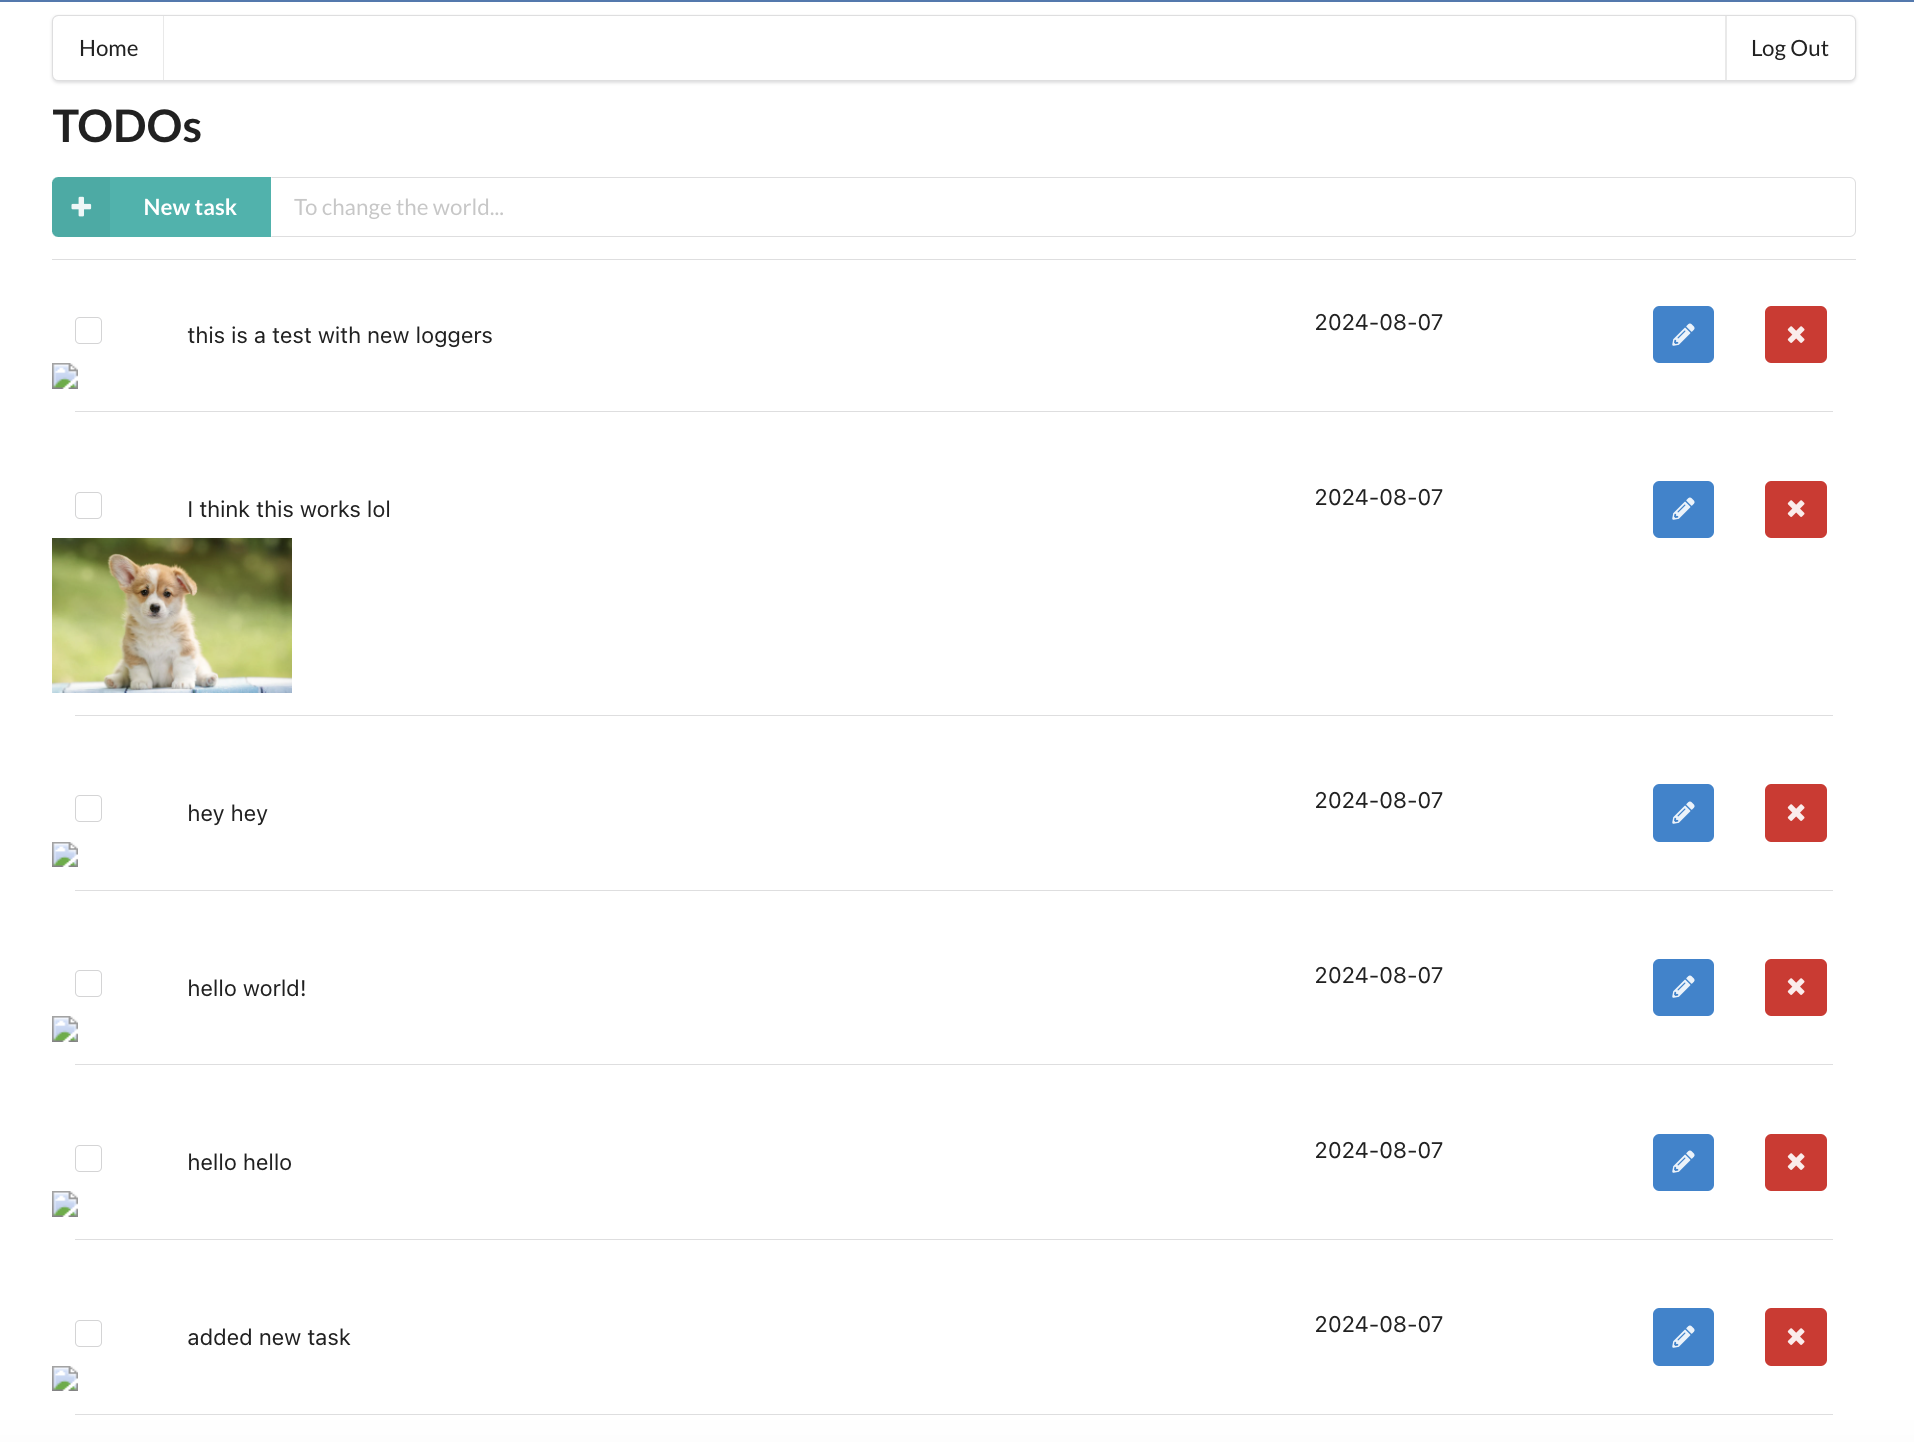 Home
Log Out
TODOs
New task
To change the world...
this is a test with new loggers
2024-08-07
I think this works lol
2024-08-07
hey hey
2024-08-07
hello world!
2024-08-07
hello hello
2024-08-07
added new task
2024-08-07